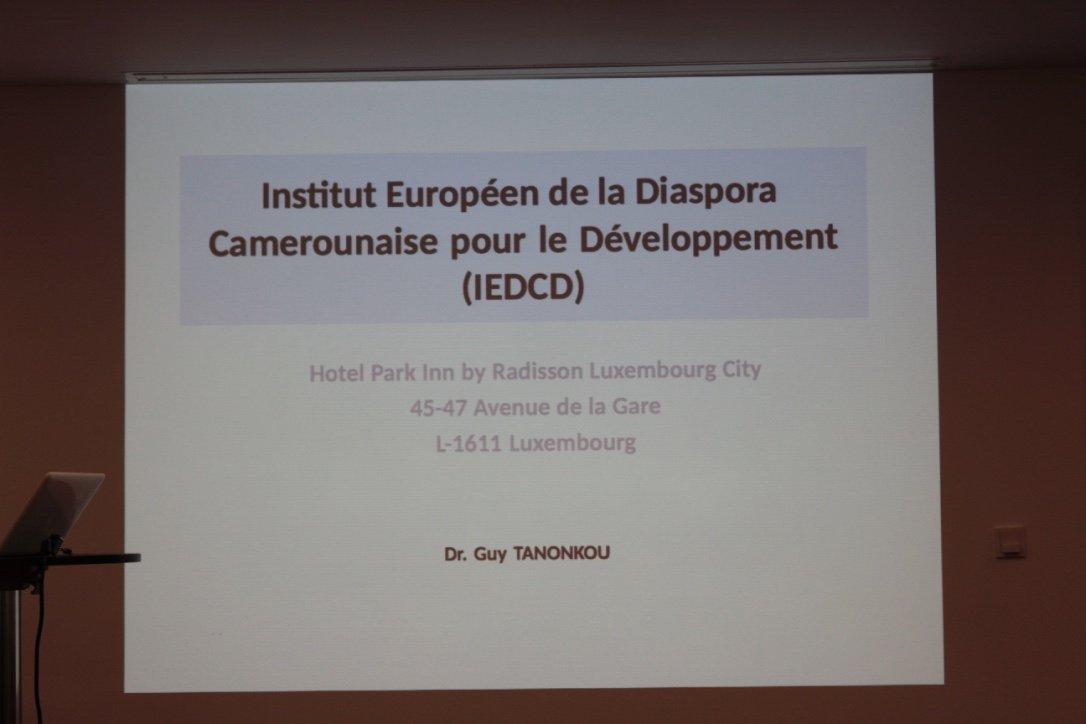 Institut Européen de la Diaspora
Camerounaise pour le Développement
(IEDCD)
Hotel Park Inn by Radisson Luxembourg City
45-47 Avenue de la Gare
L-1611 Luxembourg
Dr. Guy TANONKOU